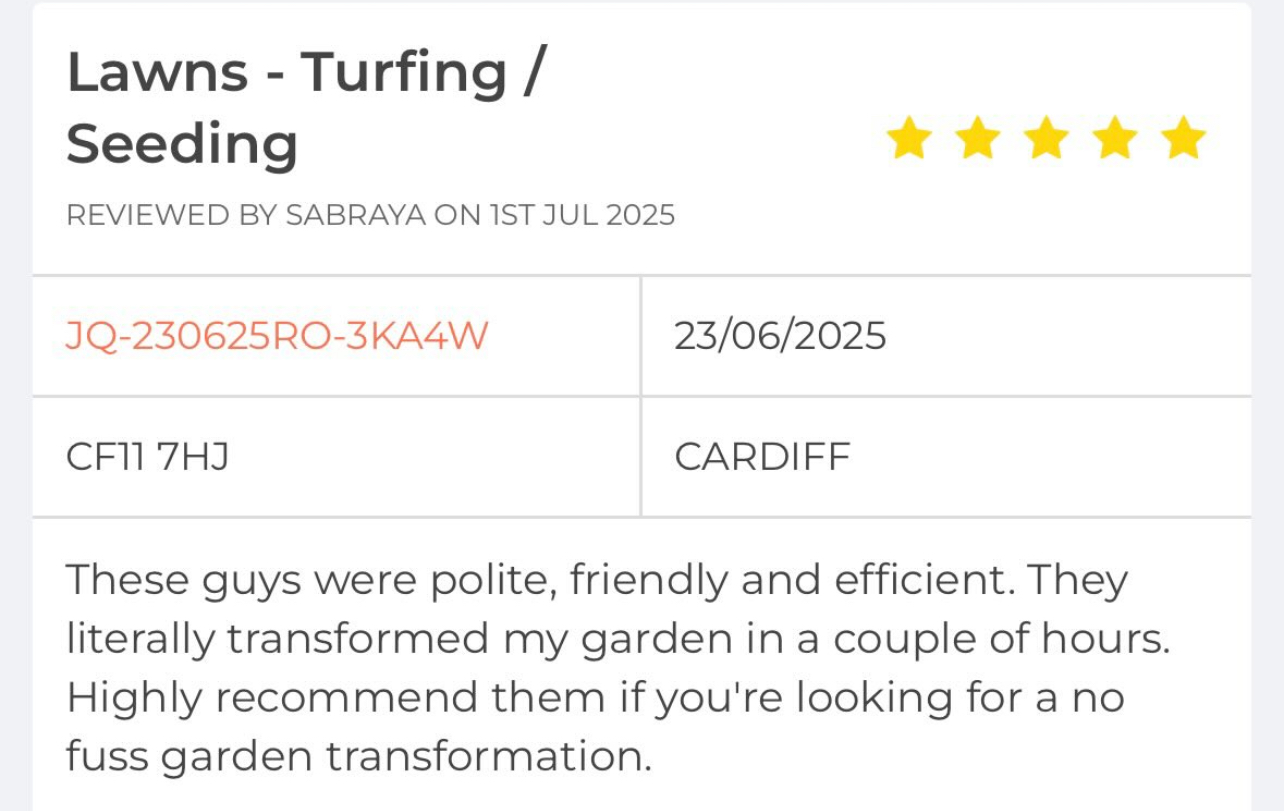 Lawns - Turfing /
Seeding
REVIEWED BY SABRAYA ON 1ST JUL 2025
JQ-230625RO-3KA4W
23/06/2025
CF11 7HJ
CARDIFF
These guys were polite, friendly and efficient. They
literally transformed my garden in a couple of hours.
Highly recommend them if you're looking for a no
fuss garden transformation.